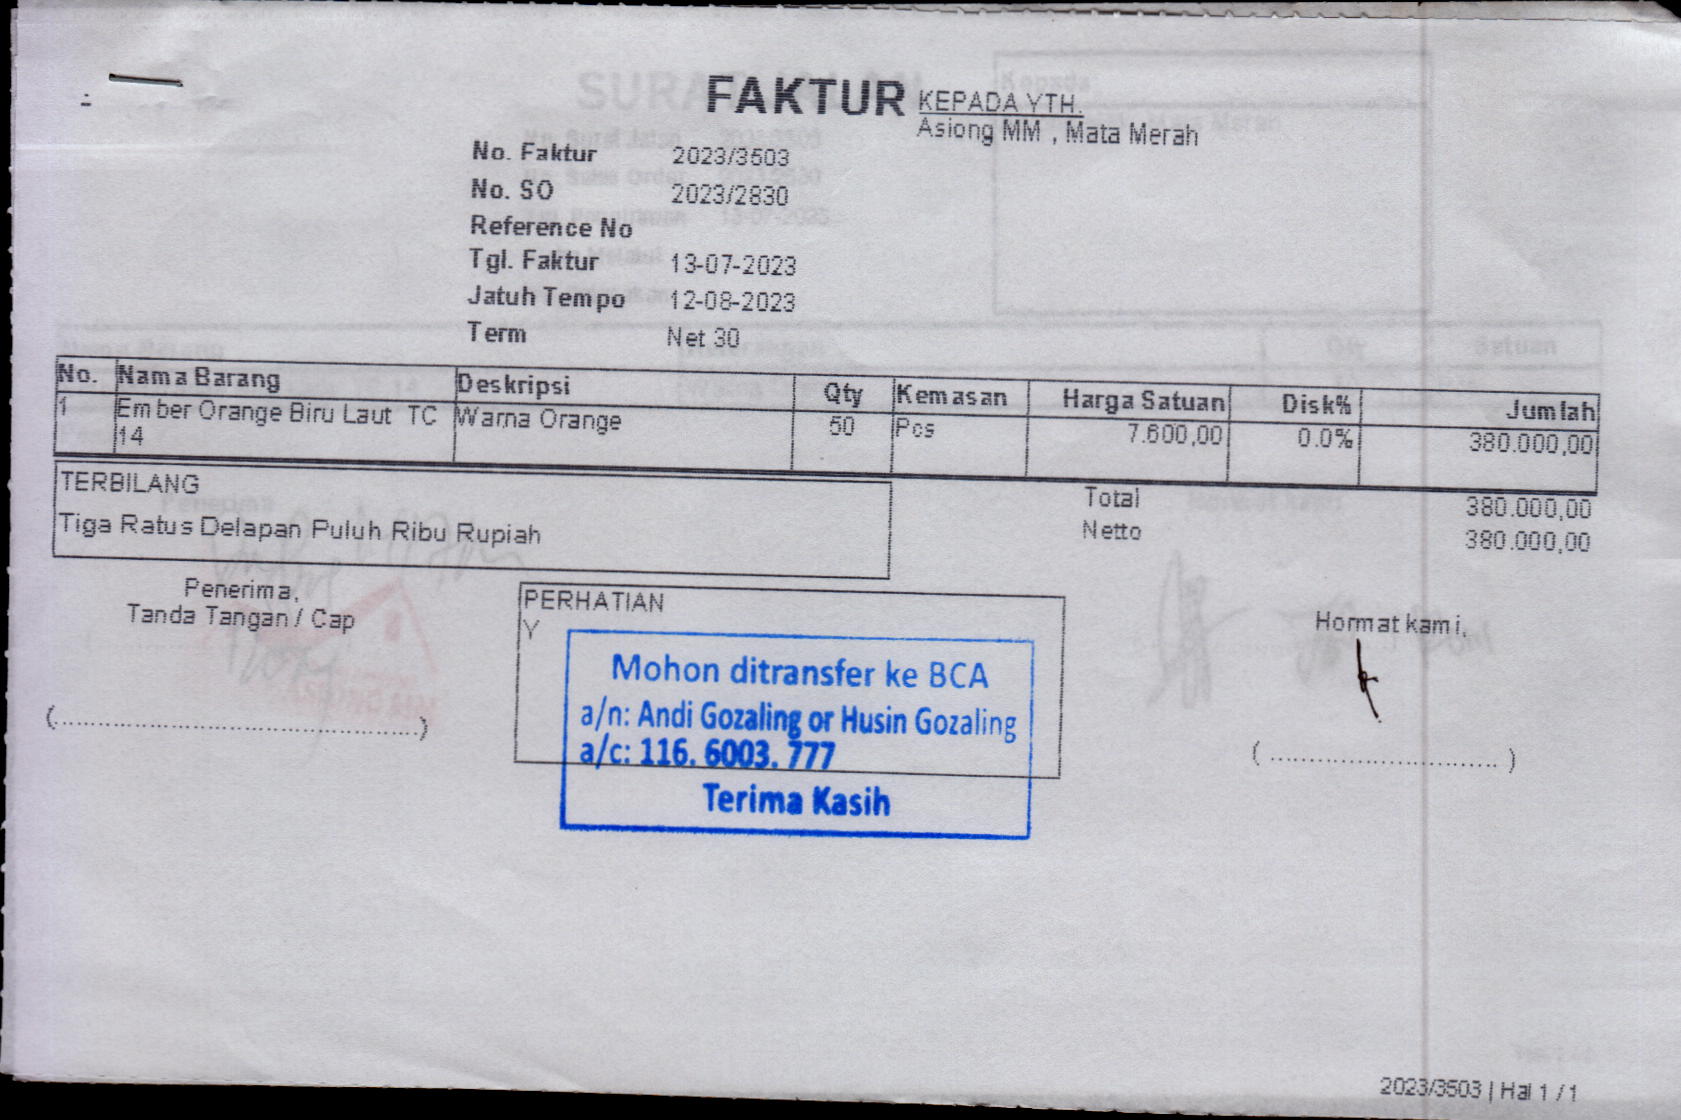 FAKTUR
KEPADA YTH.
Asiong MM , Mata Merah
No. Faktur 2023/3503
No. SO 2023/2830
Reference No
Tgl. Faktur 13-07-2023
Jatuh Tempo 12-08-2023
Term Net 30
No. Nama Barang Deskripsi Qty Kemasan Harga Satuan Disk% Jumlah
1 Ember Orange Biru Laut TC Warna Orange 50 Pcs 7.600,00 0.0% 380.000,00
14
TERBILANG
Tiga Ratus Delapan Puluh Ribu Rupiah
Total 380.000,00
Netto 380.000,00
Penerima,
Tanda Tangan / Cap
PERHATIAN
Y
Mohon ditransfer ke BCA
a/n: Andi Gozaling or Husin Gozaling
a/c: 116. 6003. 777
Terima Kasih
Hormat kami,
2023/3503 | Hal 1 / 1